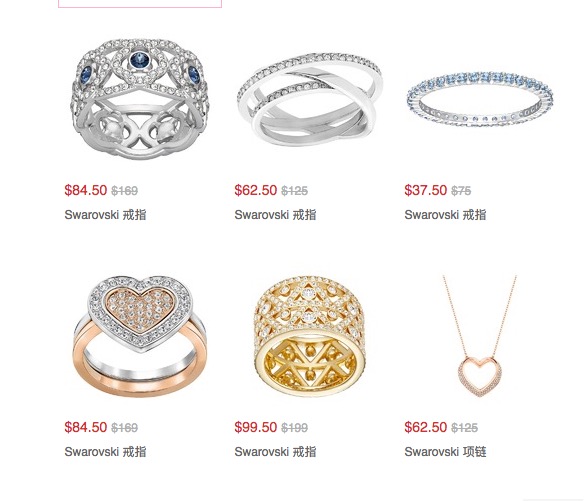 $84.50 $169
Swarovski 戒指
$62.50 $125
Swarovski 戒指
$37.50 $75
Swarovski 戒指
$84.50 $169
Swarovski 戒指
$99.50 $199
Swarovski 戒指
$62.50 $125
Swarovski 项链